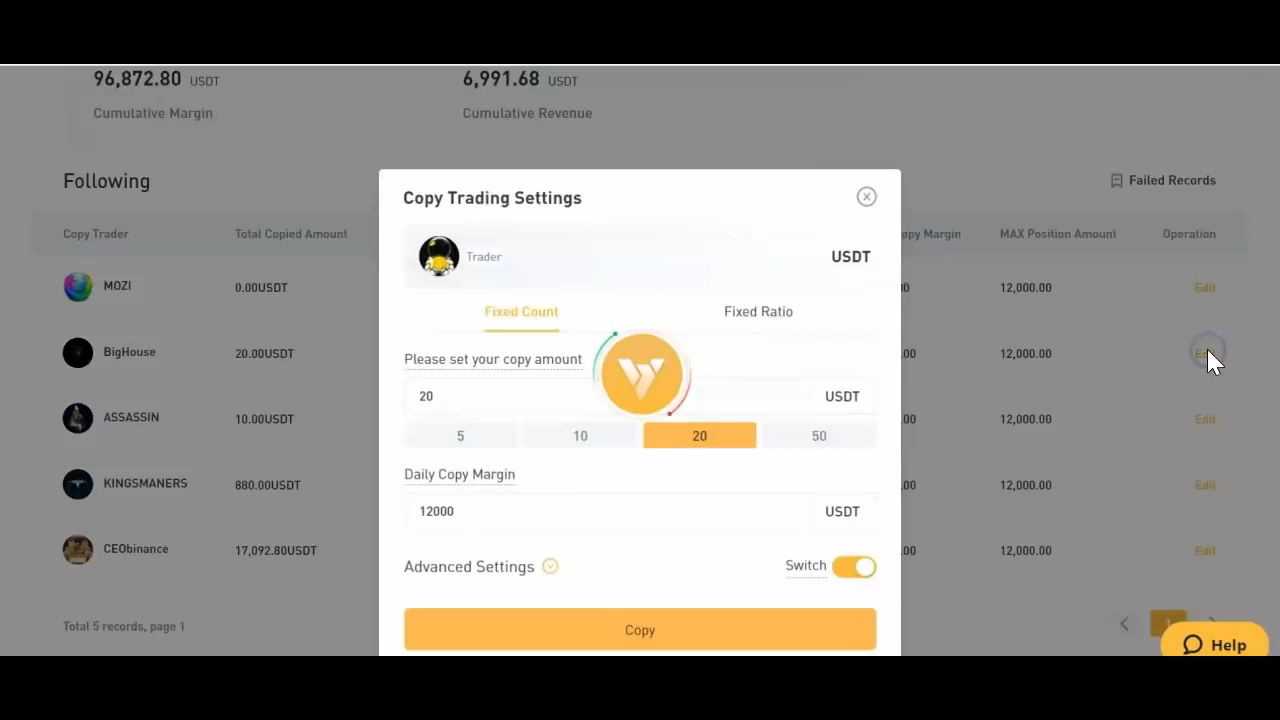 96,872.80 USDT
6,991.68 USDT
Cumulative Margin
Cumulative Revenue
Following
Failed Records
Copy Trader
Total Copied Amount
Margin
MAX Position Amount
Operation
MOZI
0.00USDT
12,000.00
Edit
BigHouse
20.00USDT
12,000.00
ASSASSIN
10.00USDT
12,000.00
Edit
KINGSMANERS
880.00USDT
12,000.00
Edit
CEObinance
17,092.80USDT
12,000.00
Edit
Total 5 records, page 1
1
Help
Copy Trading Settings
Trader
USDT
Fixed Count
Fixed Ratio
Please set your copy amount
20
USDT
5 10 20 50
Daily Copy Margin
12000
USDT
Advanced Settings
Switch
Copy